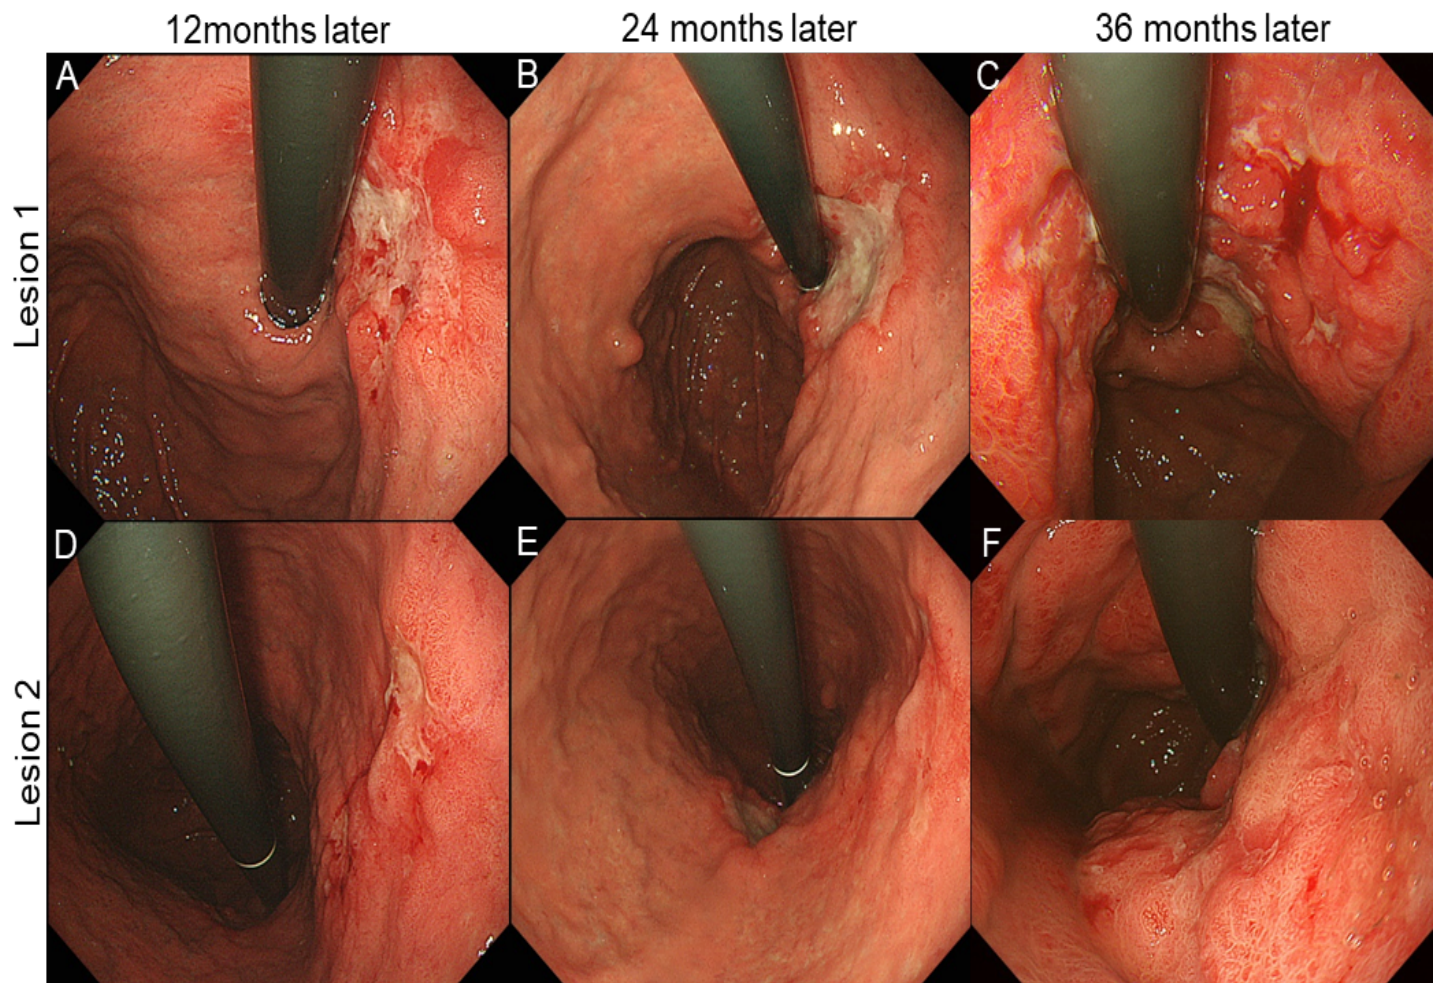 12months later
24 months later
36 months later
Lesion 1
A
B
C
Lesion 2
D
E
F